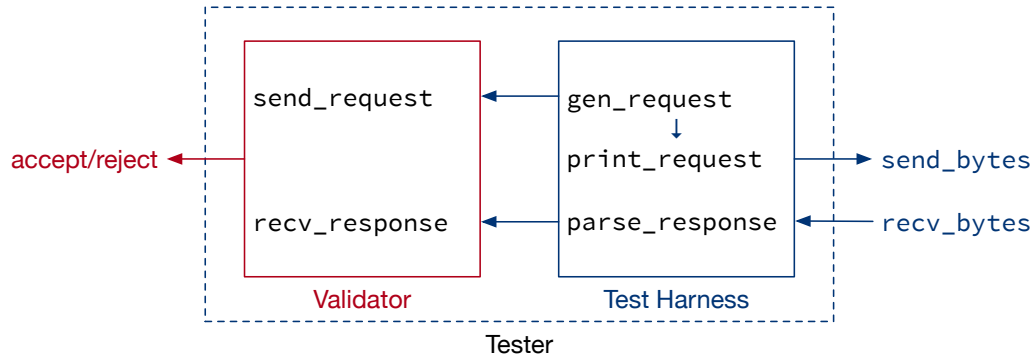 send_request
gen_request
accept/reject
print_request
send_bytes
recv_response
parse_response
recv_bytes
Validator
Test Harness
Tester